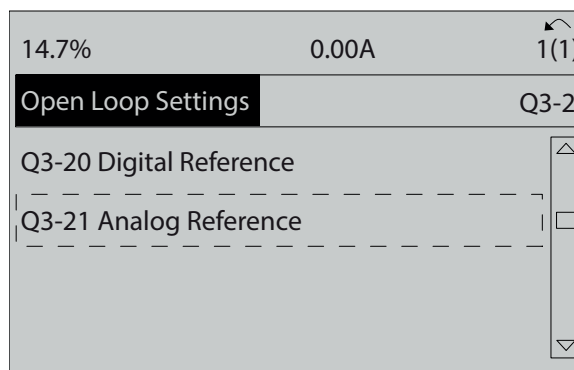 14.7% 0.00A 1(1)
Open Loop Settings Q3-2
Q3-20 Digital Reference
Q3-21 Analog Reference